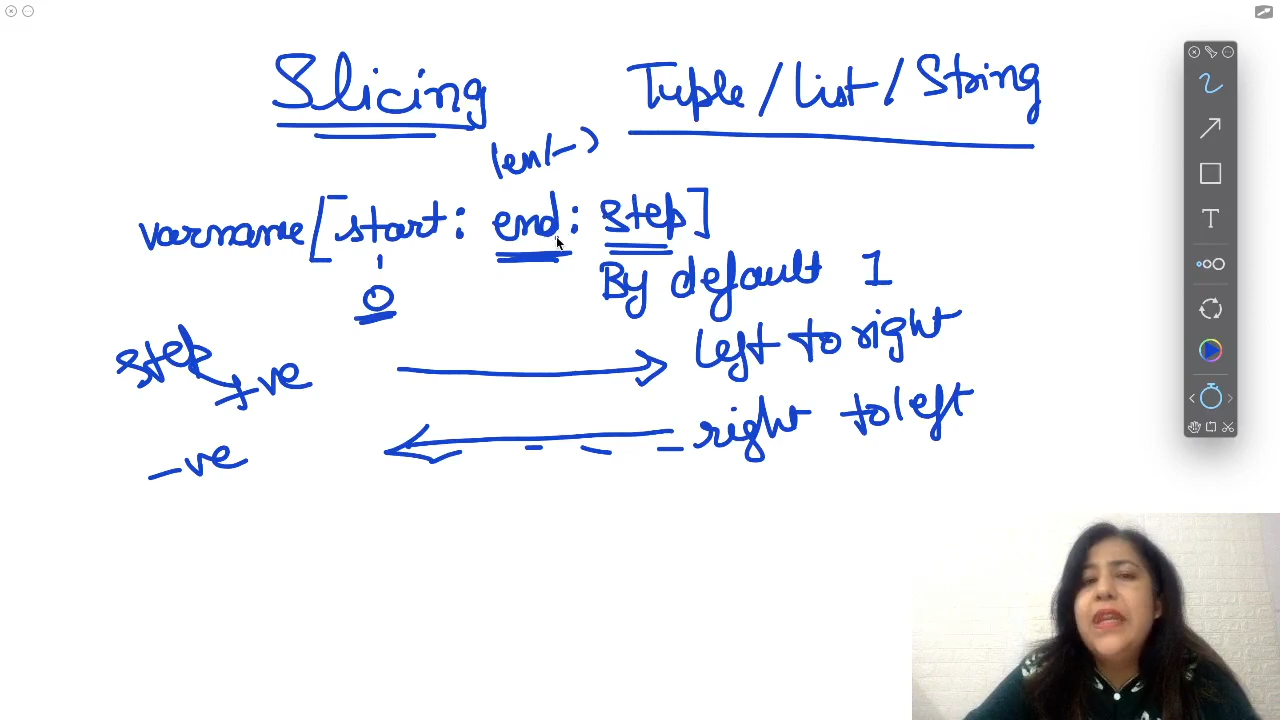 Slicing Tuple/List/String
len( - )
varname[start: end: step]
0 By default 1
step +ve left to right
-ve right to left
T